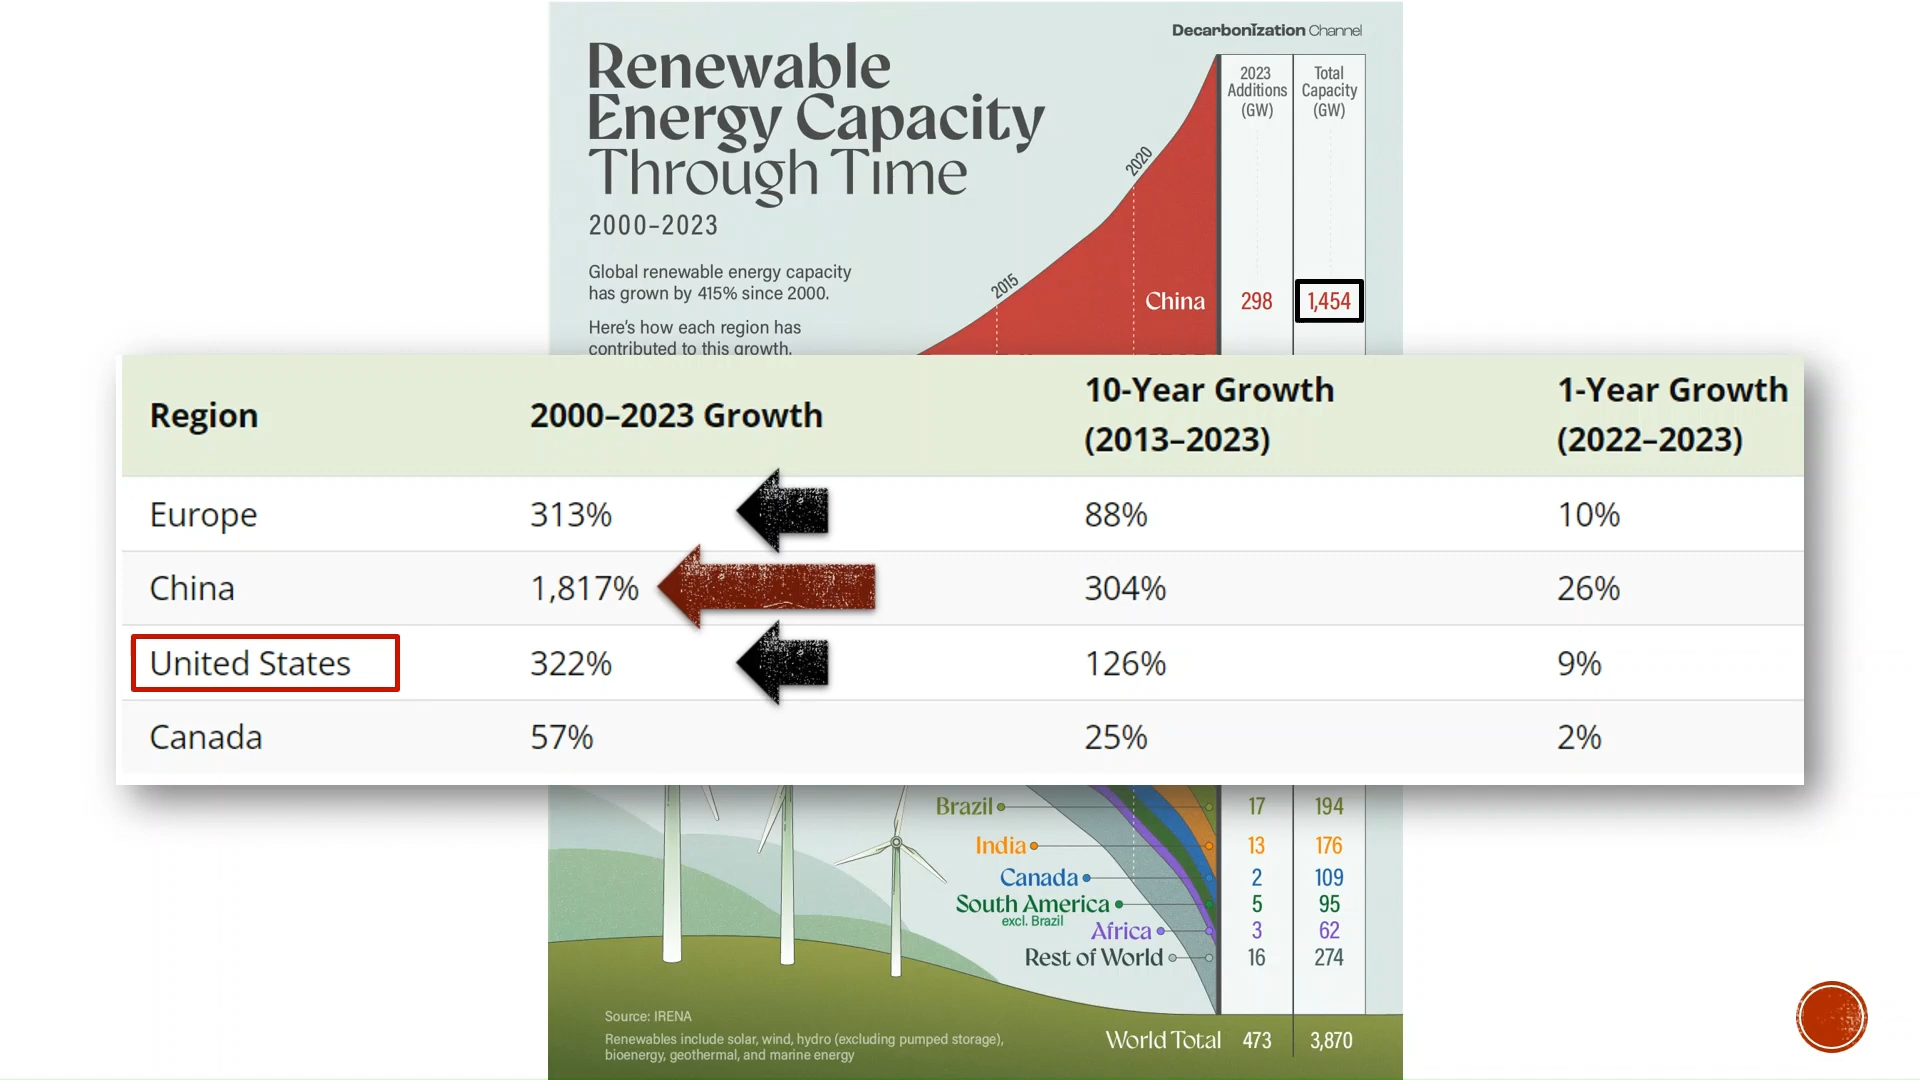 Decarbonization Channel
Renewable
Energy Capacity
Through Time
2000–2023
Global renewable energy capacity
has grown by 415% since 2000.
Here's how each region has
contributed to this growth.
2015
2020
2023 Additions (GW)
Total Capacity (GW)
China 298 1,454
Region 2000–2023 Growth 10-Year Growth (2013–2023) 1-Year Growth (2022–2023)
Europe 313% 88% 10%
China 1,817% 304% 26%
United States 322% 126% 9%
Canada 57% 25% 2%
Brazil 17 194
India 13 176
Canada 2 109
South America 5 95
excl. Brazil
Africa 3 62
Rest of World 16 274
Source: IRENA
Renewables include solar, wind, hydro (excluding pumped storage),
bioenergy, geothermal, and marine energy
World Total 473 3,870